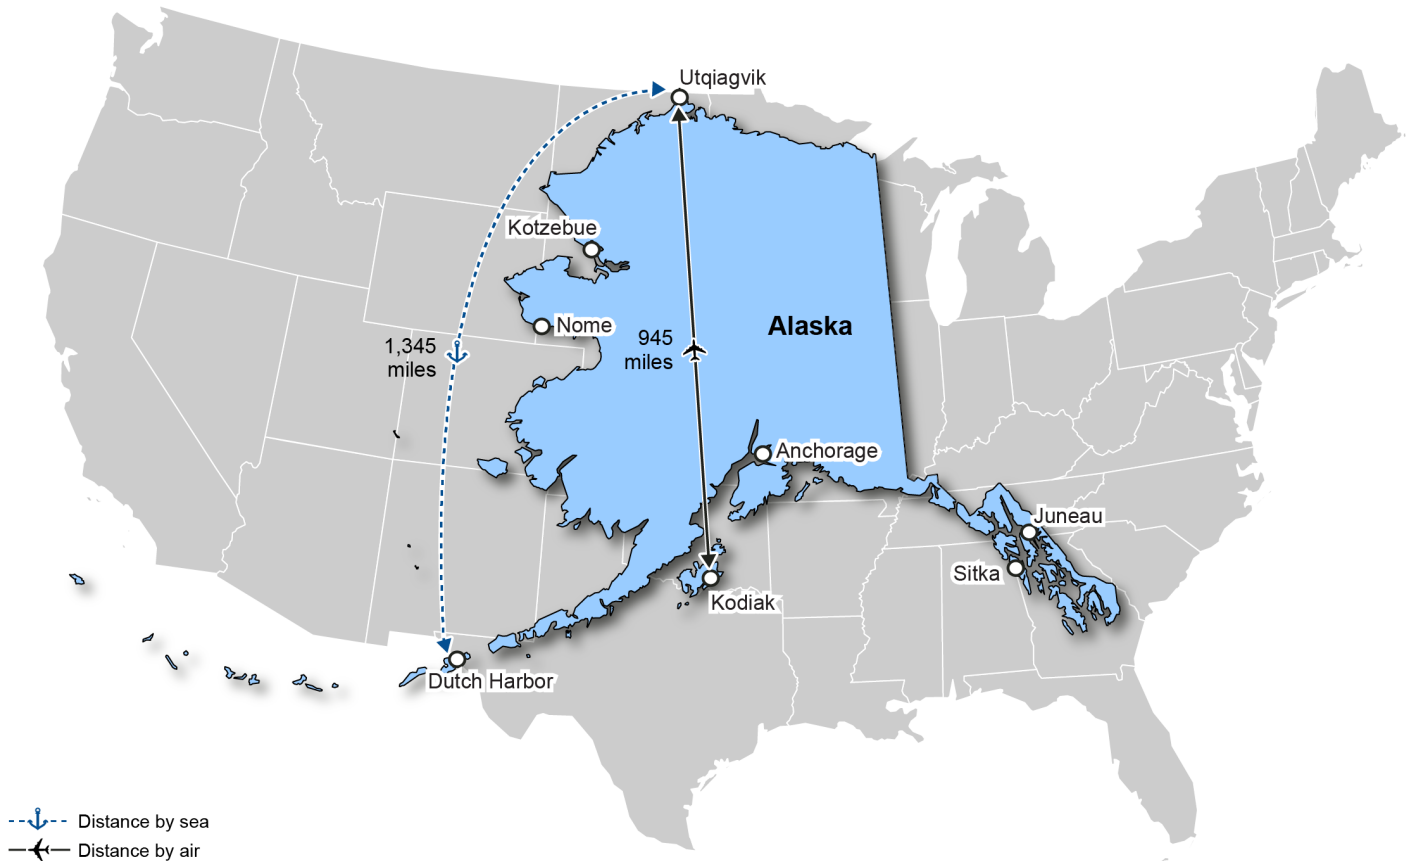 Utqiagvik
Kotzebue
Nome
Alaska
1,345
miles
945
miles
Anchorage
Juneau
Sitka
Kodiak
Dutch Harbor
Distance by sea
Distance by air